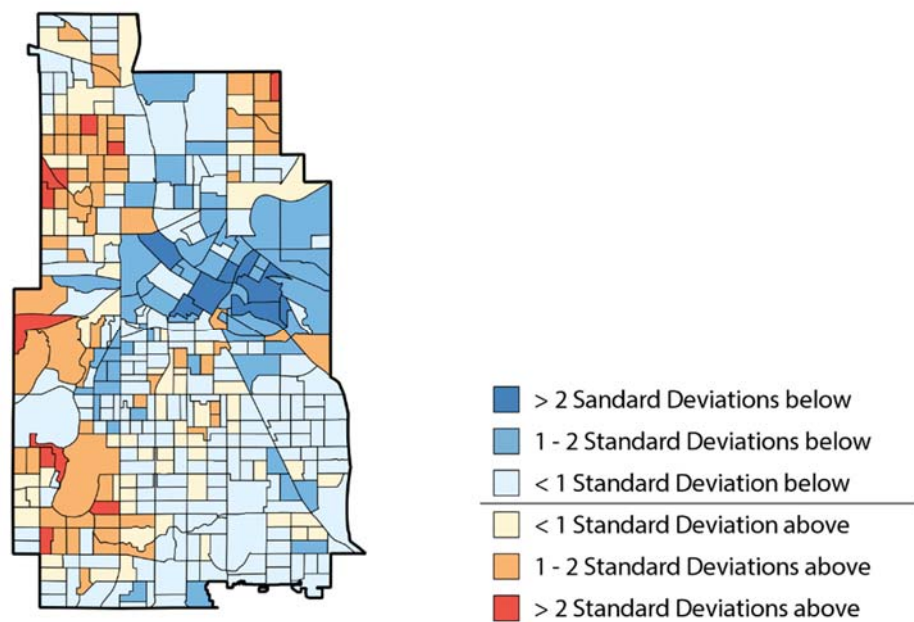 > 2 Sandard Deviations below
1 - 2 Standard Deviations below
< 1 Standard Deviation below
< 1 Standard Deviation above
1 - 2 Standard Deviations above
> 2 Standard Deviations above